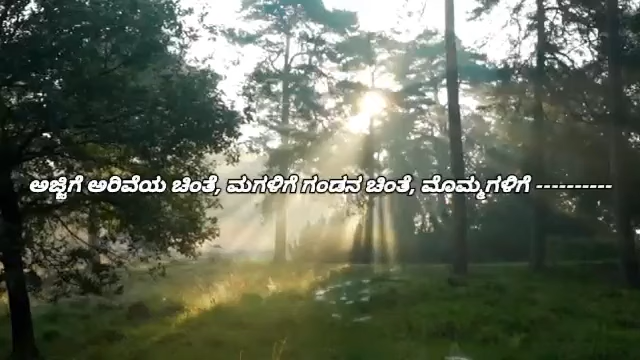 ಅಜ್ಜಿಗೆ ಅರಿವೆಯ ಚಿಂತೆ, ಮಗಳಿಗೆ ಗಂಡನ ಚಿಂತೆ, ಮೊಮ್ಮಗಳಿಗೆ ----------